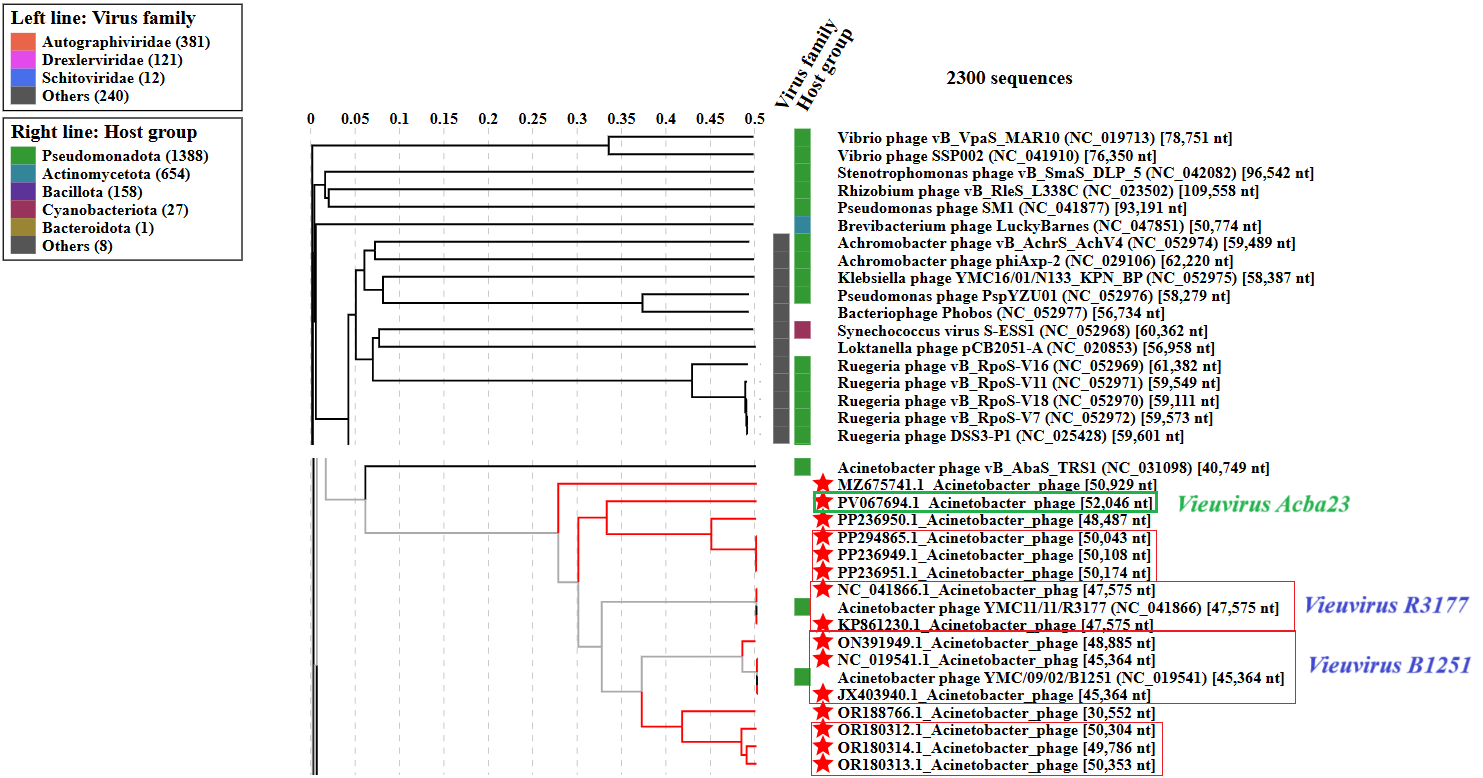 Left line: Virus family
Autographiviridae (381)
Drexlerviridae (121)
Schitoviridae (12)
Others (240)
Right line: Host group
Pseudomonadota (1388)
Actinomycetota (654)
Bacillota (158)
Cyanobacteriota (27)
Bacteroidota (1)
Others (8)
Virus family
Host group
2300 sequences
0 0.05 0.1 0.15 0.2 0.25 0.3 0.35 0.4 0.45 0.5
Vibrio phage vB_VpaS_MAR10 (NC_019713) [78,751 nt]
Vibrio phage SSP002 (NC_041910) [76,350 nt]
Stenotrophomonas phage vB_SmaS_DLP_5 (NC_042082) [96,542 nt]
Rhizobium phage vB_RleS_L338C (NC_023502) [109,558 nt]
Pseudomonas phage SM1 (NC_041877) [93,191 nt]
Brevibacterium phage LuckyBarnes (NC_047851) [50,774 nt]
Achromobacter phage vB_AchrS_AchV4 (NC_052974) [59,489 nt]
Achromobacter phage phiAxp-2 (NC_029106) [62,220 nt]
Klebsiella phage YMC16/01/N133_KPN_BP (NC_052975) [58,387 nt]
Pseudomonas phage PspYZU01 (NC_052976) [58,279 nt]
Bacteriophage Phobos (NC_052977) [56,734 nt]
Synechococcus virus S-ESS1 (NC_052968) [60,362 nt]
Loktanella phage pCB2051-A (NC_020853) [56,958 nt]
Ruegeria phage vB_RpoS-V16 (NC_052969) [61,382 nt]
Ruegeria phage vB_RpoS-V11 (NC_052971) [59,549 nt]
Ruegeria phage vB_RpoS-V18 (NC_052970) [59,111 nt]
Ruegeria phage vB_RpoS-V7 (NC_052972) [59,573 nt]
Ruegeria phage DSS3-P1 (NC_025428) [59,601 nt]
Acinetobacter phage vB_AbaS_TRS1 (NC_031098) [40,749 nt]
MZ675741.1_Acinetobacter_phage [50,929 nt]
PV067694.1_Acinetobacter_phage [52,046 nt] Vieuvirus Acba23
PP236950.1_Acinetobacter_phage [48,487 nt]
PP294865.1_Acinetobacter_phage [50,043 nt]
PP236949.1_Acinetobacter_phage [50,108 nt]
PP236951.1_Acinetobacter_phage [50,174 nt]
NC_041866.1_Acinetobacter_phag [47,575 nt]
Acinetobacter phage YMC11/11/R3177 (NC_041866) [47,575 nt] Vieuvirus R3177
KP861230.1_Acinetobacter_phage [47,575 nt]
ON391949.1_Acinetobacter_phage [48,885 nt]
NC_019541.1_Acinetobacter_phag [45,364 nt] Vieuvirus B1251
Acinetobacter phage YMC/09/02/B1251 (NC_019541) [45,364 nt]
JX403940.1_Acinetobacter_phage [45,364 nt]
OR188766.1_Acinetobacter_phage [30,552 nt]
OR180312.1_Acinetobacter_phage [50,304 nt]
OR180314.1_Acinetobacter_phage [49,786 nt]
OR180313.1_Acinetobacter_phage [50,353 nt]